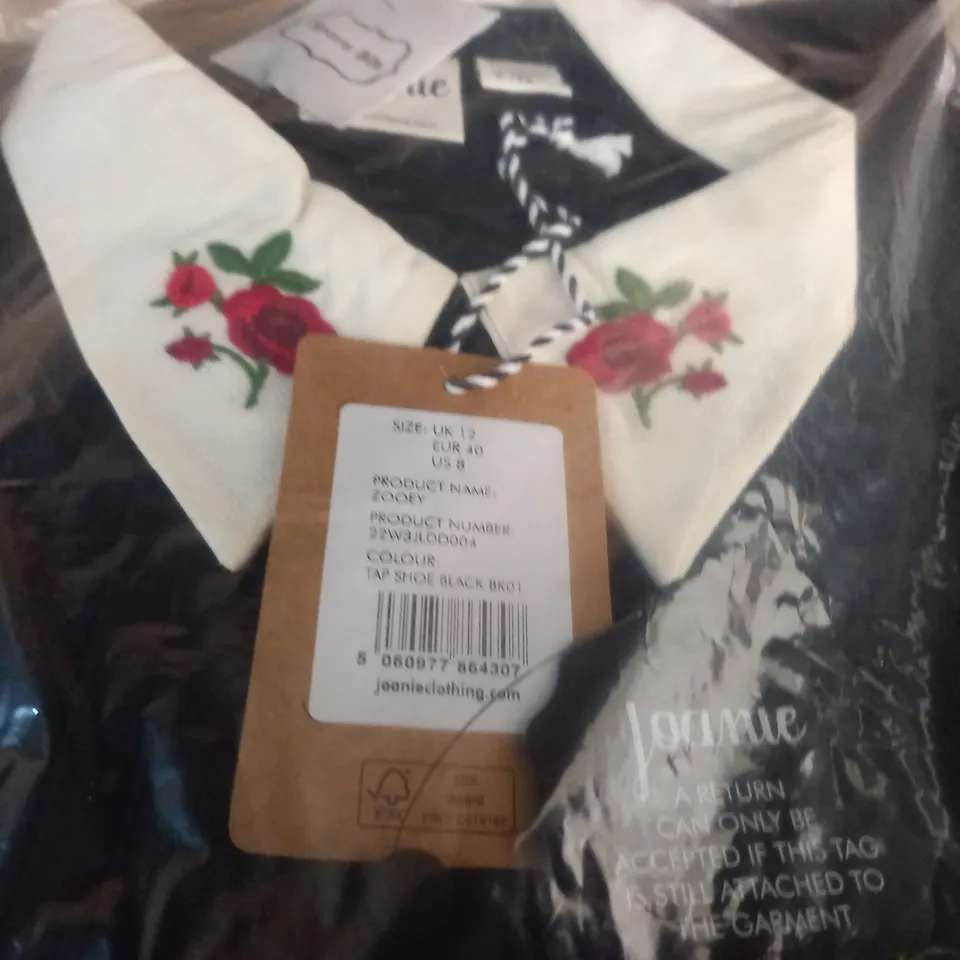 SIZE: UK 12
EUR 40
US 8
PRODUCT NAME:
ZOOEY
PRODUCT NUMBER:
22W3JLDD004
COLOUR:
TAP SHOE BLACK BK01
5 060977 864307
joanieclothing.com
Joanie
A RETURN
CAN ONLY BE
ACCEPTED IF THIS TAG
IS STILL ATTACHED TO
THE GARMENT